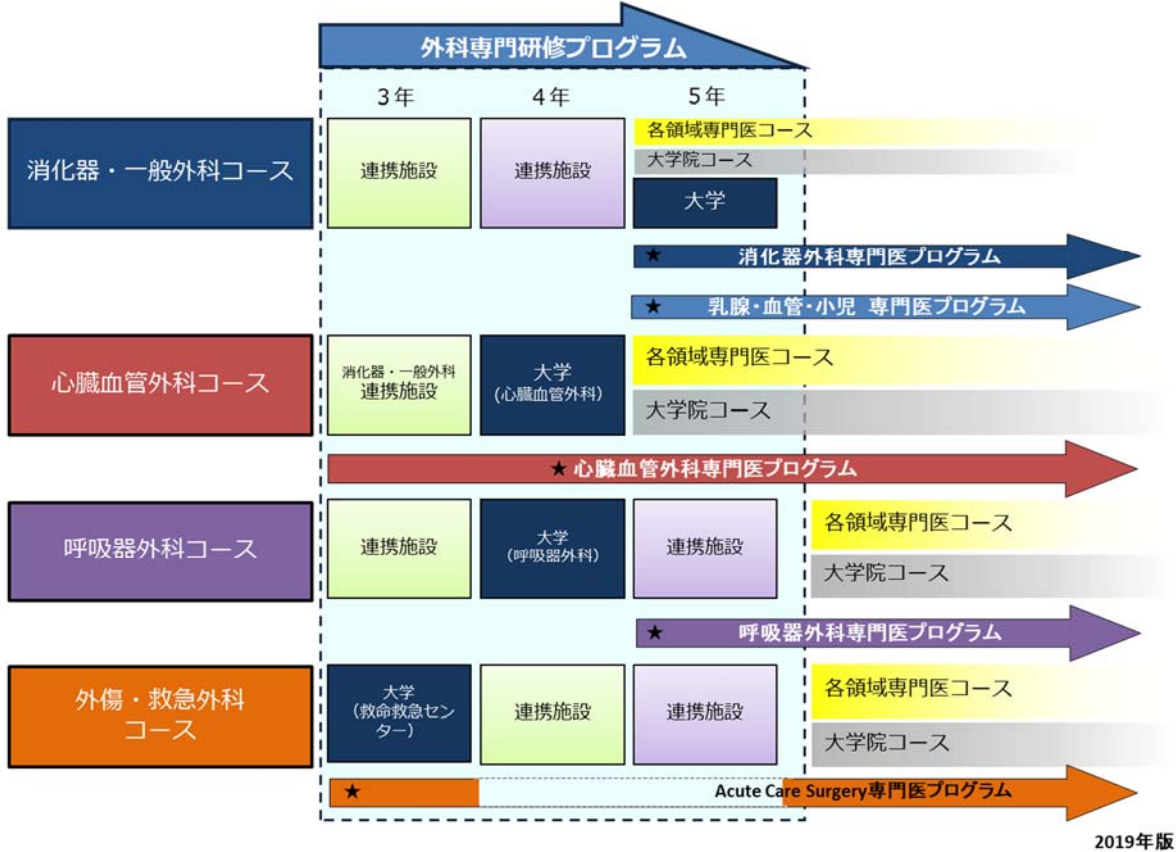 外科専門研修プログラム
3年 4年 5年
消化器・一般外科コース
連携施設
連携施設
各領域専門医コース
大学院コース
大学
★ 消化器外科専門医プログラム
★ 乳腺・血管・小児 専門医プログラム
心臓血管外科コース
消化器・一般外科
連携施設
大学
(心臓血管外科)
各領域専門医コース
大学院コース
★ 心臓血管外科専門医プログラム
呼吸器外科コース
連携施設
大学
(呼吸器外科)
連携施設
各領域専門医コース
大学院コース
★ 呼吸器外科専門医プログラム
外傷・救急外科
コース
大学
(救命救急セン
ター)
連携施設
連携施設
各領域専門医コース
大学院コース
★ Acute Care Surgery専門医プログラム
2019年版